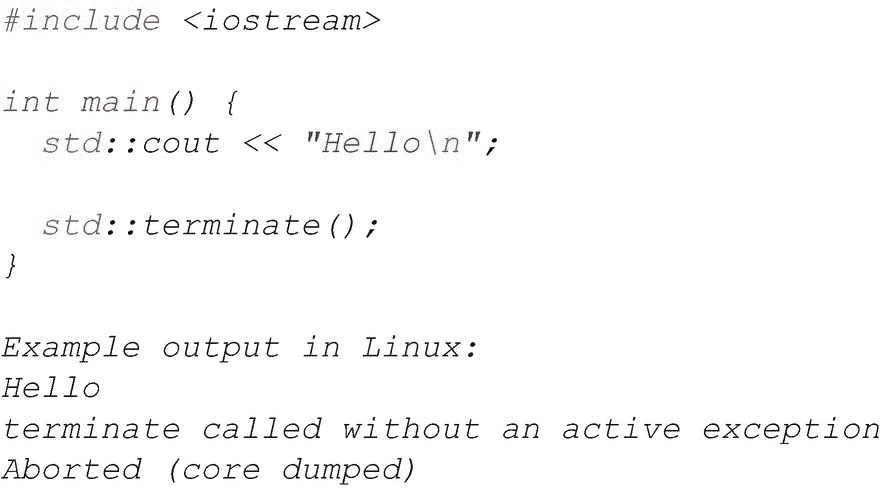 #include <iostream>
int main() {
std::cout << "Hello\n";
std::terminate();
}
Example output in Linux:
Hello
terminate called without an active exception
Aborted (core dumped)